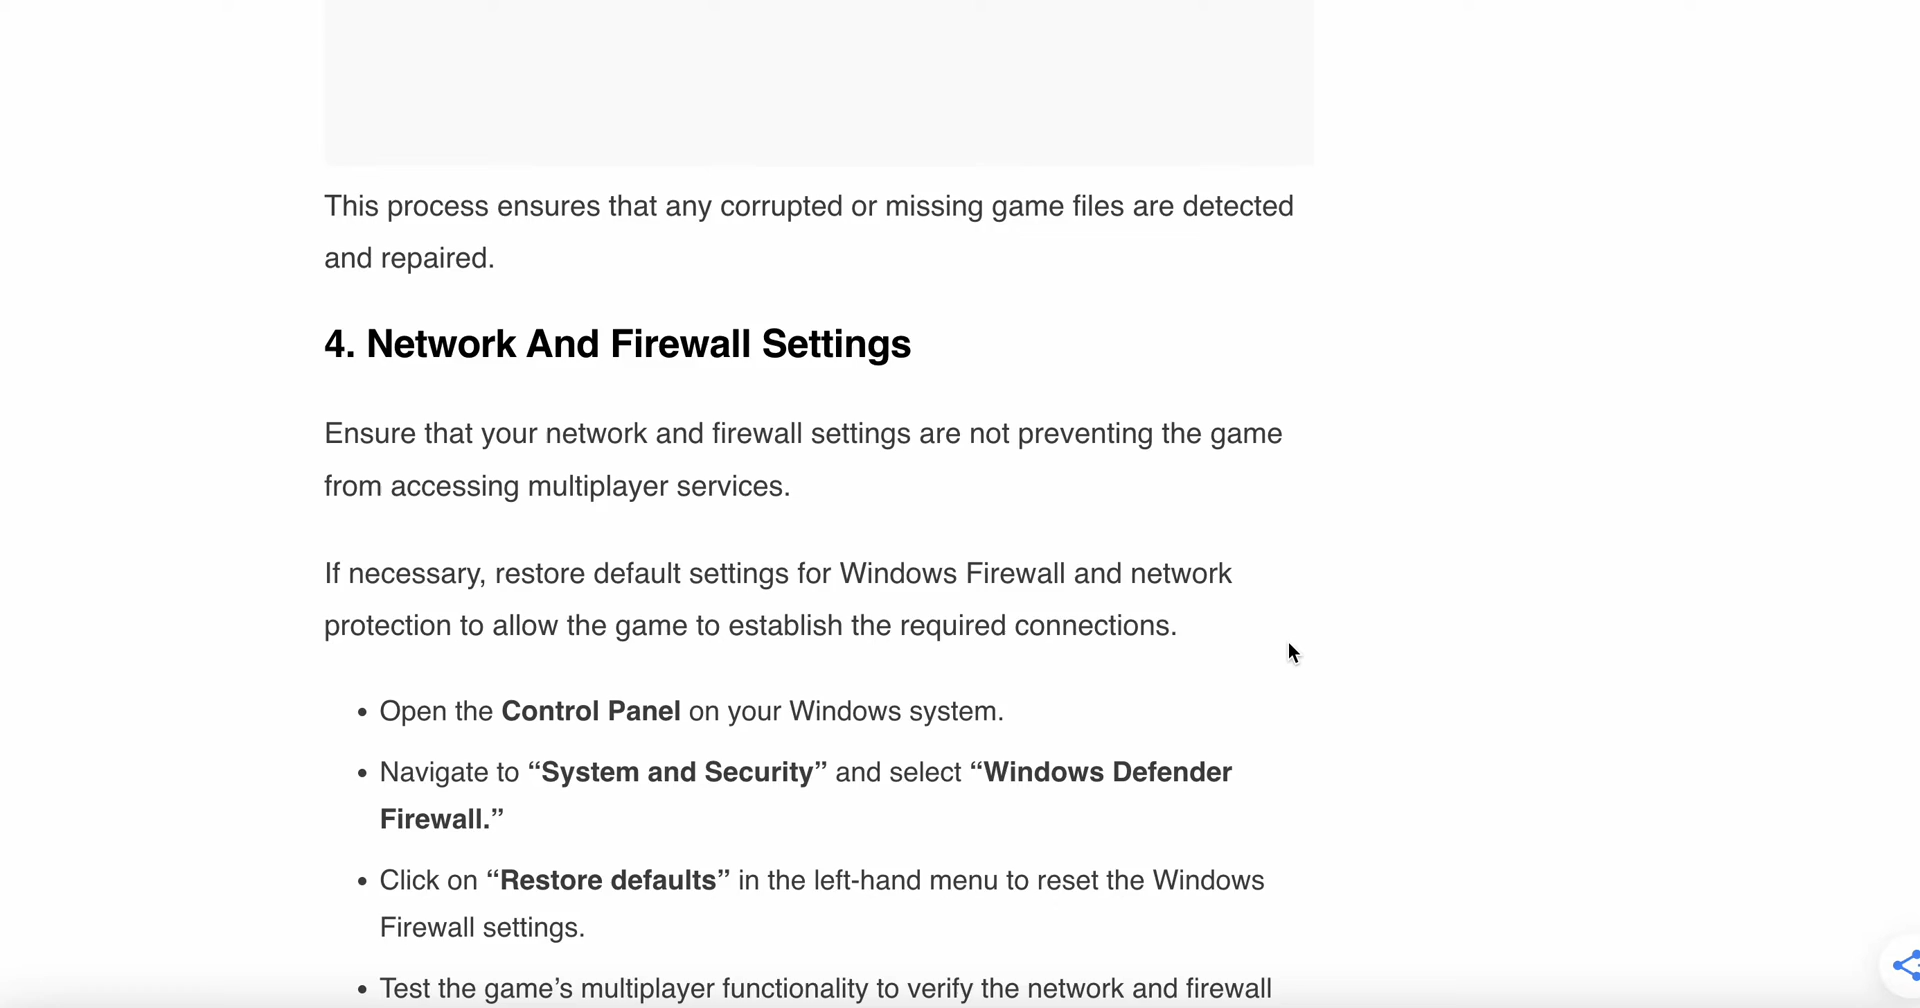 This process ensures that any corrupted or missing game files are detected
and repaired.
4. Network And Firewall Settings
Ensure that your network and firewall settings are not preventing the game
from accessing multiplayer services.
If necessary, restore default settings for Windows Firewall and network
protection to allow the game to establish the required connections.
• Open the Control Panel on your Windows system.
• Navigate to “System and Security” and select “Windows Defender
Firewall.”
• Click on “Restore defaults” in the left-hand menu to reset the Windows
Firewall settings.
• Test the game’s multiplayer functionality to verify the network and firewall